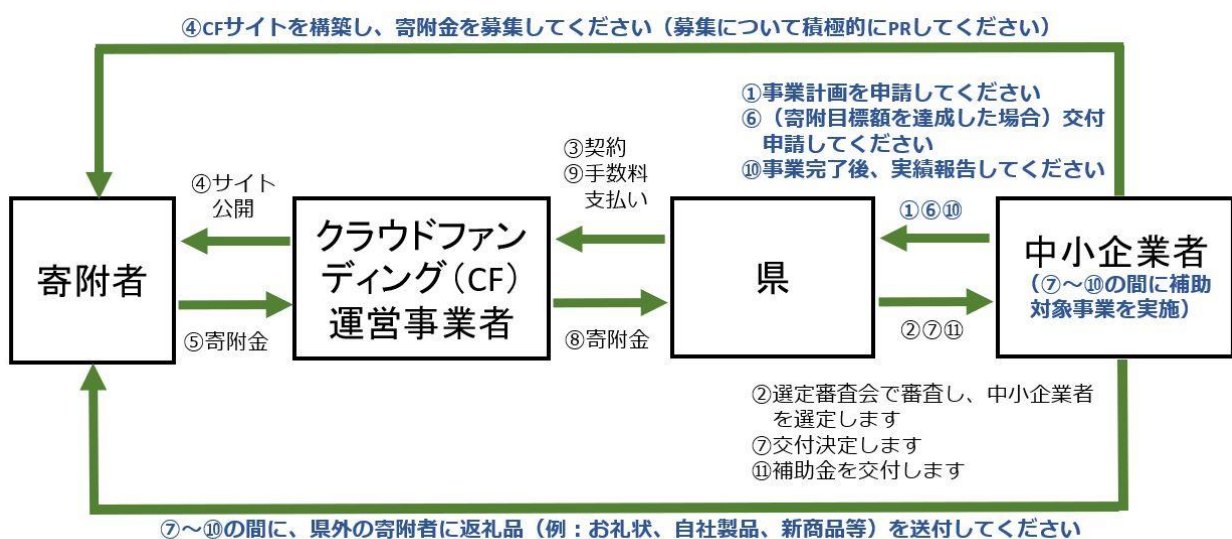 ④CFサイトを構築し、寄附金を募集してください（募集について積極的にPRしてください）
①事業計画を申請してください
⑥（寄附目標額を達成した場合）交付
申請してください
⑩事業完了後、実績報告してください
③契約
⑨手数料
支払い
④サイト
公開
①⑥⑩
寄附者
クラウドファン
ディング（CF）
運営事業者
県
中小企業者
（⑦～⑩の間に補助
対象事業を実施）
⑤寄附金
⑧寄附金
②⑦⑪
②選定審査会で審査し、中小企業者
を選定します
⑦交付決定します
⑪補助金を交付します
⑦～⑩の間に、県外の寄附者に返礼品（例：お礼状、自社製品、新商品等）を送付してください